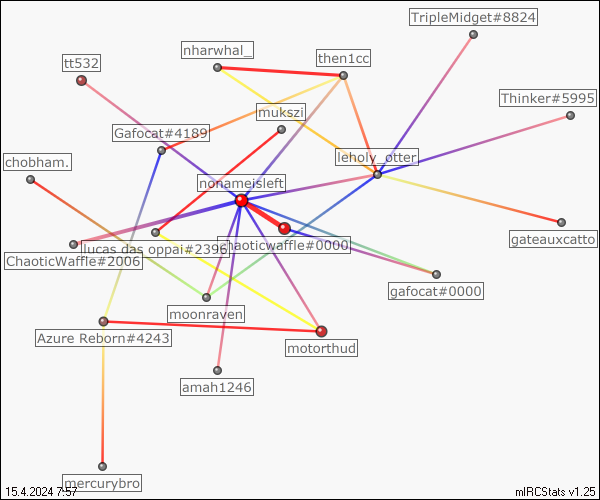 TripleMidget#8824
nharwhal_
then1cc
tt532
Thinker#5995
mukszi
Gafocat#4189
chobham.
leholy_otter
nonameisleft
gateauxcatto
chaoticwaffle#0000
lucas.das oppai#2396
ChaoticWaffle#2006
gafocat#0000
moonraven
Azure Reborn#4243
motorthud
amah1246
mercurybro
15.4.2024 7:57
mIRCStats v1.25